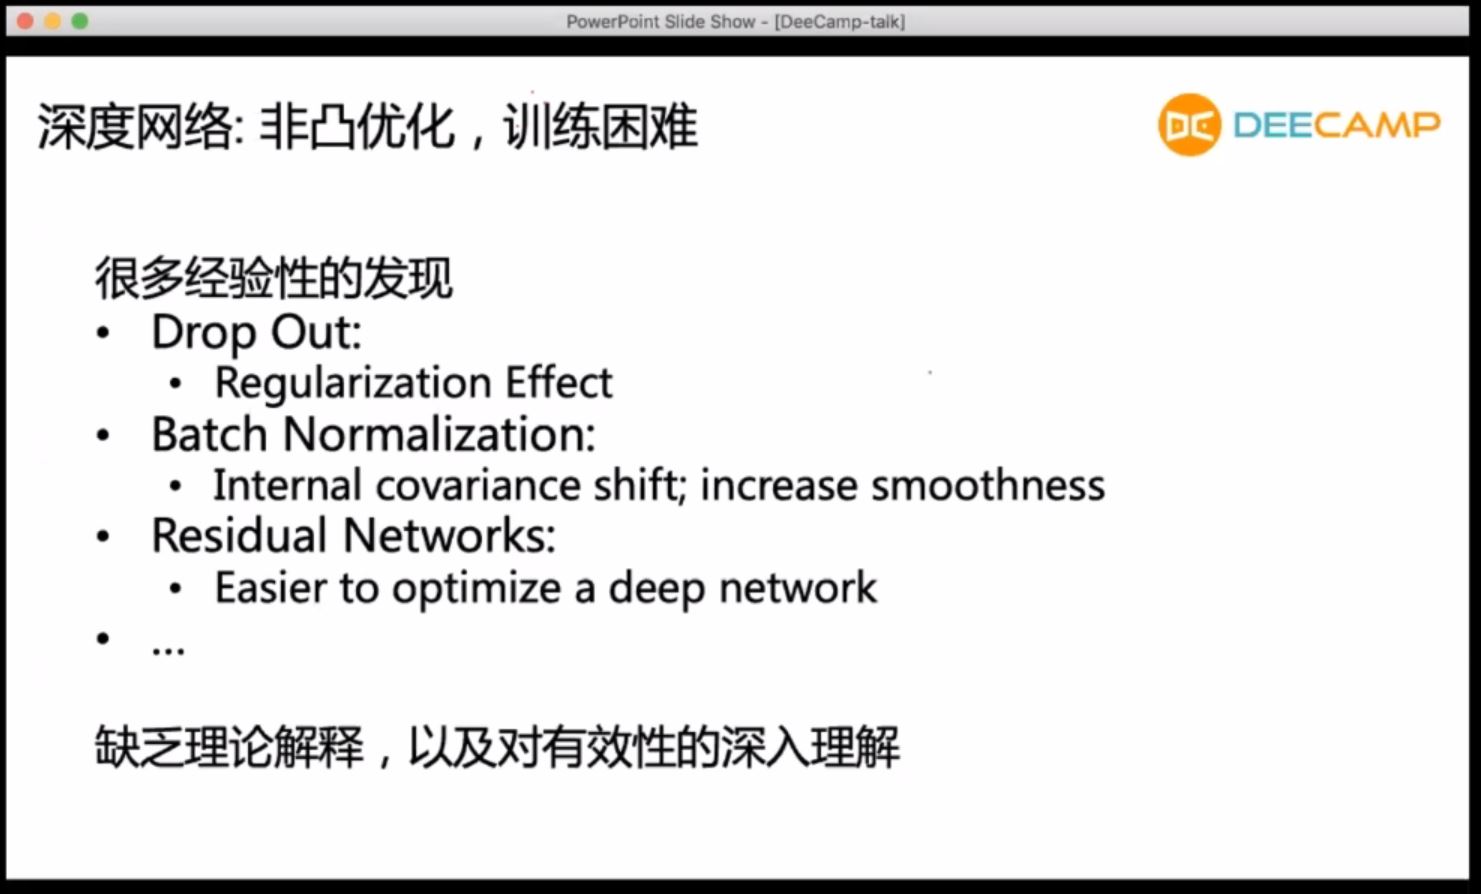 PowerPoint Slide Show - [DeeCamp-talk]
深度网络: 非凸优化，训练困难
DC DEECAMP
很多经验性的发现
• Drop Out:
• Regularization Effect
• Batch Normalization:
• Internal covariance shift; increase smoothness
• Residual Networks:
• Easier to optimize a deep network
• ...
缺乏理论解释，以及对有效性的深入理解